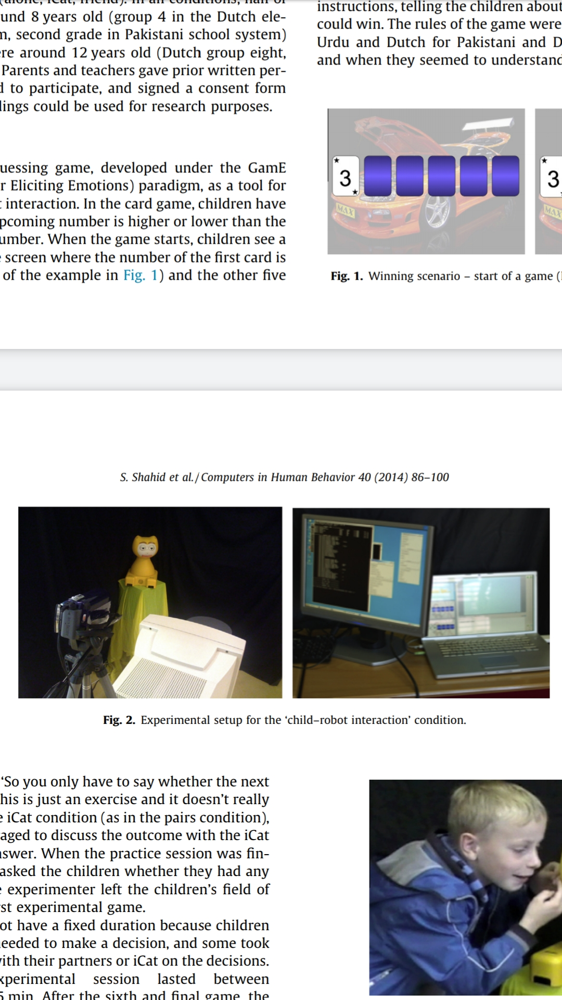 und 8 years old (group 4 in the Dutch ele-
m, second grade in Pakistani school system)
re around 12 years old (Dutch group eight,
Parents and teachers gave prior written per-
d to participate, and signed a consent form
lings could be used for research purposes.
uessing game, developed under the GamE
r Eliciting Emotions) paradigm, as a tool for
t interaction. In the card game, children have
pcoming number is higher or lower than the
umber. When the game starts, children see a
e screen where the number of the first card is
of the example in Fig. 1) and the other five
instructions, telling the children about
could win. The rules of the game were
Urdu and Dutch for Pakistani and D
and when they seemed to understand
3
MAX
3
MAX
Fig. 1. Winning scenario – start of a game (
S. Shahid et al. / Computers in Human Behavior 40 (2014) 86–100
Fig. 2. Experimental setup for the ‘child–robot interaction’ condition.
‘So you only have to say whether the next
his is just an exercise and it doesn’t really
e iCat condition (as in the pairs condition),
aged to discuss the outcome with the iCat
nswer. When the practice session was fin-
asked the children whether they had any
e experimenter left the children’s field of
rst experimental game.
ot have a fixed duration because children
needed to make a decision, and some took
with their partners or iCat on the decisions.
xperimental session lasted between
5 min. After the sixth and final game, the